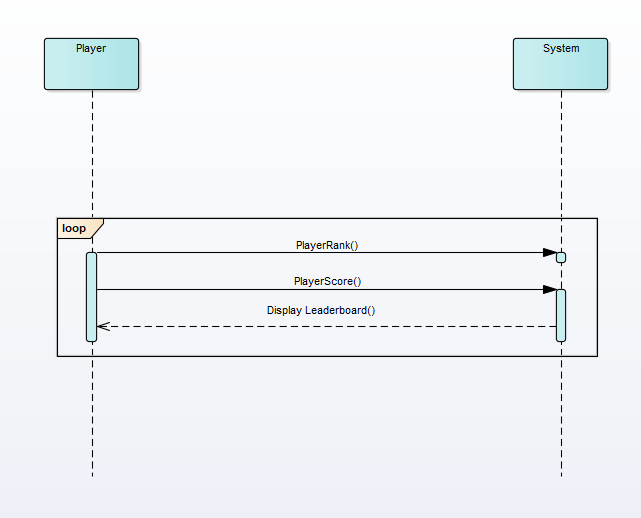 Player
System
loop
PlayerRank()
PlayerScore()
Display Leaderboard()